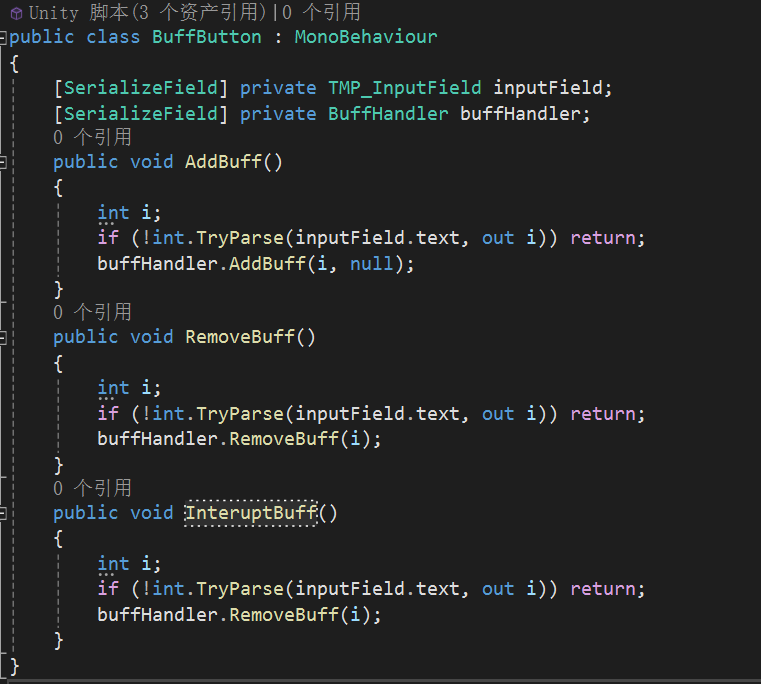 Unity 脚本(3 个资产引用)|0 个引用
public class BuffButton : MonoBehaviour
{
[SerializeField] private TMP_InputField inputField;
[SerializeField] private BuffHandler buffHandler;
0 个引用
public void AddBuff()
{
int i;
if (!int.TryParse(inputField.text, out i)) return;
buffHandler.AddBuff(i, null);
}
0 个引用
public void RemoveBuff()
{
int i;
if (!int.TryParse(inputField.text, out i)) return;
buffHandler.RemoveBuff(i);
}
0 个引用
public void InteruptBuff()
{
int i;
if (!int.TryParse(inputField.text, out i)) return;
buffHandler.RemoveBuff(i);
}
}